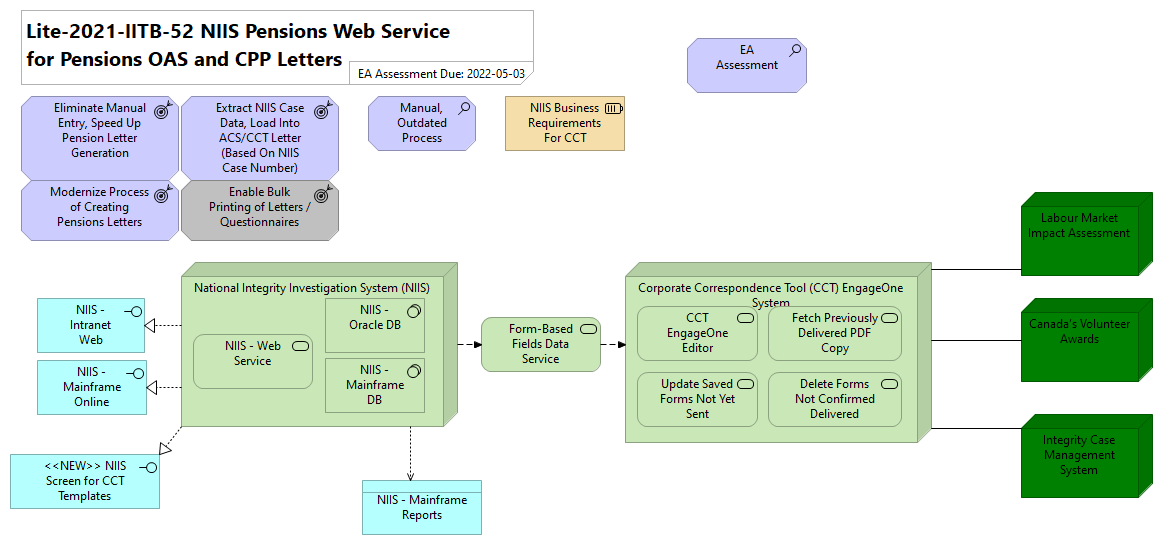 Lite-2021-IITB-52 NIIS Pensions Web Service
for Pensions OAS and CPP Letters
EA Assessment Due: 2022-05-03
EA
Assessment
Eliminate Manual
Entry, Speed Up
Pension Letter
Generation
Extract NIIS Case
Data, Load Into
ACS/CCT Letter
(Based On NIIS
Case Number)
Manual,
Outdated
Process
NIIS Business
Requirements
For CCT
Modernize Process
of Creating
Pensions Letters
Enable Bulk
Printing of Letters /
Questionnaires
Labour Market
Impact Assessment
National Integrity Investigation System (NIIS)
NIIS -
Intranet
Web
NIIS -
Mainframe
Online
NIIS - Web
Service
NIIS -
Oracle DB
NIIS -
Mainframe
DB
Form-Based
Fields Data
Service
Corporate Correspondence Tool (CCT) EngageOne
System
CCT
EngageOne
Editor
Fetch Previously
Delivered PDF
Copy
Update Saved
Forms Not Yet
Sent
Delete Forms
Not Confirmed
Delivered
Canada's Volunteer
Awards
Integrity Case
Management
System
<<NEW>> NIIS
Screen for CCT
Templates
NIIS - Mainframe
Reports